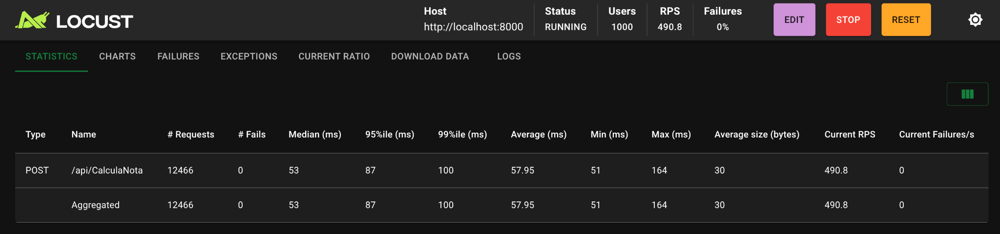 LOCUST
Host
http://localhost:8000
Status
RUNNING
Users
1000
RPS
490.8
Failures
0%
EDIT
STOP
RESET
STATISTICS CHARTS FAILURES EXCEPTIONS CURRENT RATIO DOWNLOAD DATA LOGS
Type Name # Requests # Fails Median (ms) 95%ile (ms) 99%ile (ms) Average (ms) Min (ms) Max (ms) Average size (bytes) Current RPS Current Failures/s
POST /api/CalculaNota 12466 0 53 87 100 57.95 51 164 30 490.8 0
Aggregated 12466 0 53 87 100 57.95 51 164 30 490.8 0